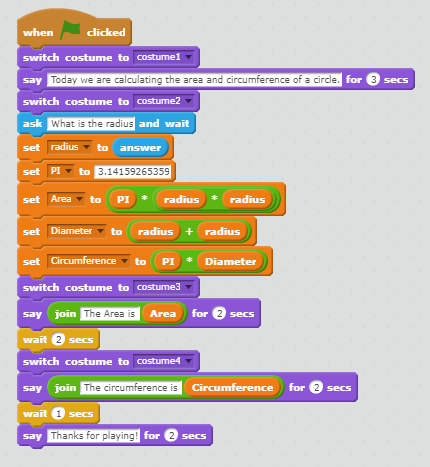 when clicked
switch costume to costume1
say Today we are calculating the area and circumference of a circle. for 3 secs
switch costume to costume2
ask What is the radius and wait
set radius to answer
set PI to 3.14159265359
set Area to PI * radius * radius
set Diameter to radius + radius
set Circumference to PI * Diameter
switch costume to costume3
say join The Area is Area for 2 secs
wait 2 secs
switch costume to costume4
say join The circumference is Circumference for 2 secs
wait 1 secs
say Thanks for playing! for 2 secs